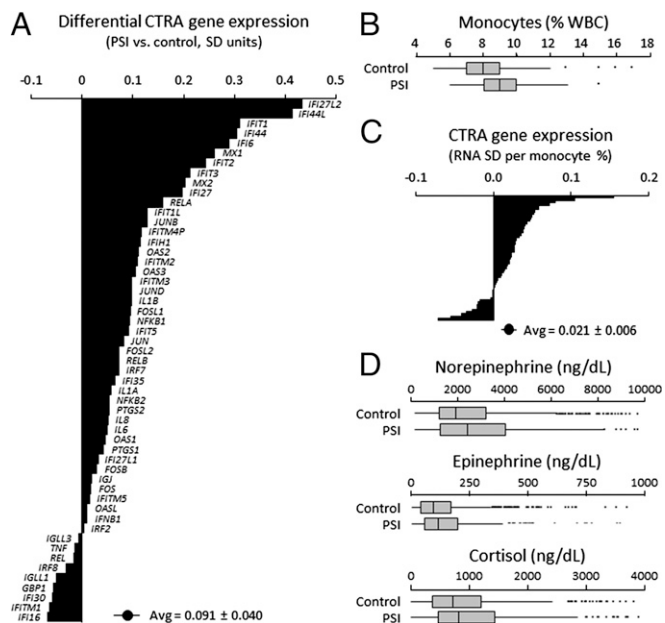 A
Differential CTRA gene expression
(PSI vs. control, SD units)
-0.1 0.0 0.1 0.2 0.3 0.4 0.5
IFI27L2
IFI44L
IFIT1
IFI44
IFI6
MX1
IFIT2
IFIT3
MX2
IFI27
RELA
IFIT1L
JUNB
IFITM4P
IFIH1
OAS2
IFITM2
OAS3
IFITM3
JUND
IL1B
FOSL1
NFKB1
IFIT5
JUN
FOSL2
RELB
IRF7
IFI35
IL1A
NFKB2
PTGS2
IL8
IL6
OAS1
PTGS1
IFI27L1
FOSB
IGJ
FOS
IFITM5
OASL
IFNB1
IRF2
IGLL3
TNF
REL
IRF8
IGLL1
GBP1
IFI30
IFITM1
IFI16
Avg = 0.091 ± 0.040
B
Monocytes (% WBC)
4 6 8 10 12 14 16 18
Control
PSI
C
CTRA gene expression
(RNA SD per monocyte %)
-0.1 0.0 0.1 0.2
Avg = 0.021 ± 0.006
D
Norepinephrine (ng/dL)
0 2000 4000 6000 8000 10000
Control
PSI
Epinephrine (ng/dL)
0 250 500 750 1000
Control
PSI
Cortisol (ng/dL)
0 1000 2000 3000 4000
Control
PSI